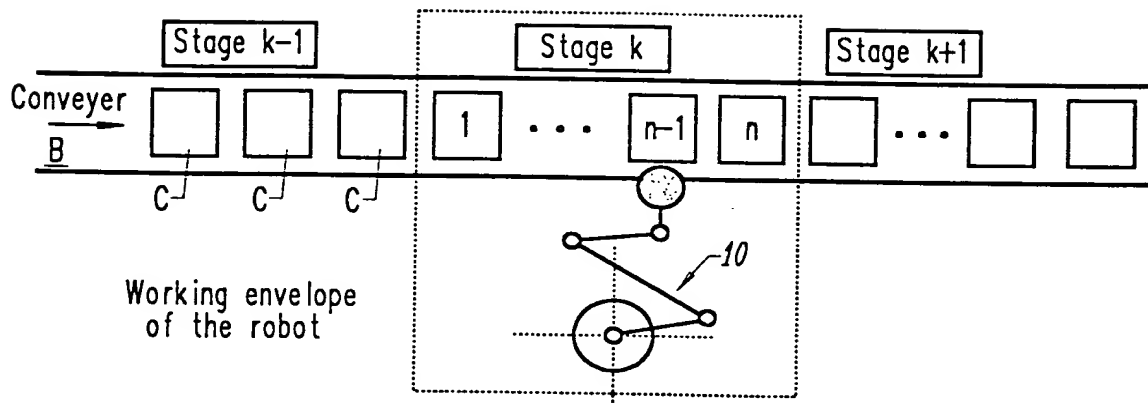 Stage k-1
Stage k
Stage k+1
Conveyer
B
1
...
n-1
n
...
C
C
C
10
Working envelope
of the robot